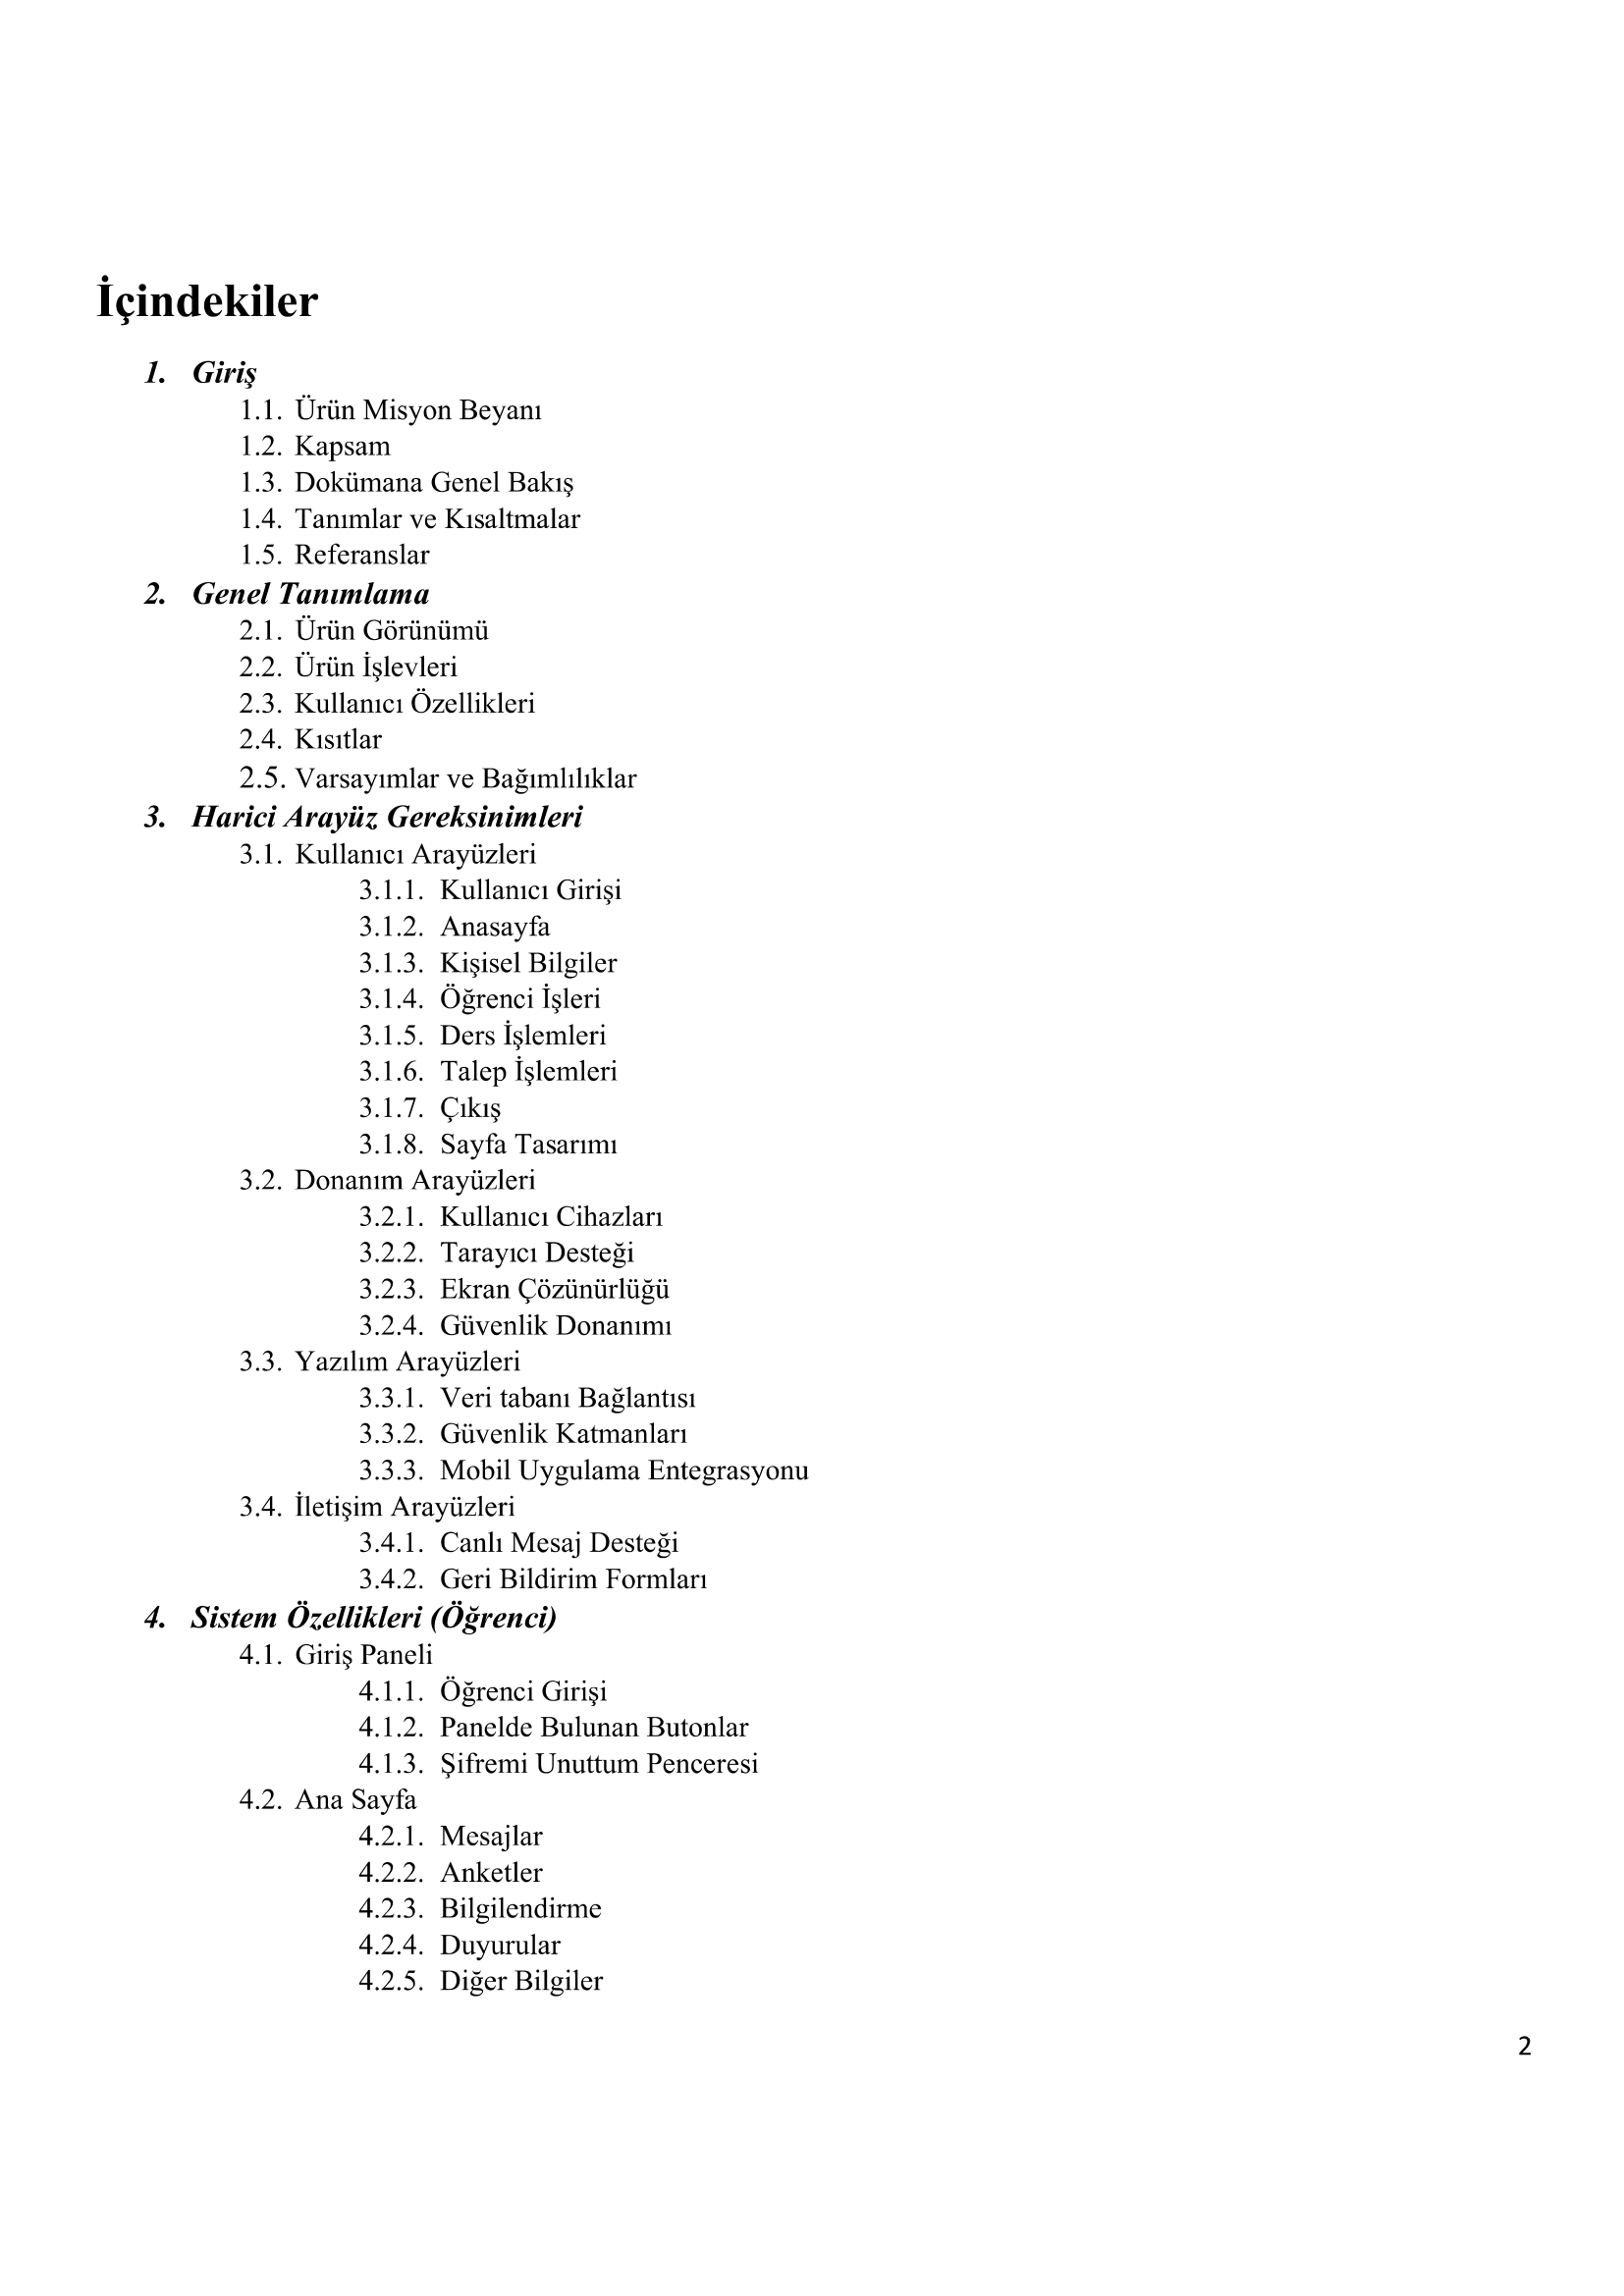 İçindekiler
1. Giriş
1.1. Ürün Misyon Beyanı
1.2. Kapsam
1.3. Dokümana Genel Bakış
1.4. Tanımlar ve Kısaltmalar
1.5. Referanslar
2. Genel Tanımlama
2.1. Ürün Görünümü
2.2. Ürün İşlevleri
2.3. Kullanıcı Özellikleri
2.4. Kısıtlar
2.5. Varsayımlar ve Bağımlılıklar
3. Harici Arayüz Gereksinimleri
3.1. Kullanıcı Arayüzleri
3.1.1. Kullanıcı Girişi
3.1.2. Anasayfa
3.1.3. Kişisel Bilgiler
3.1.4. Öğrenci İşleri
3.1.5. Ders İşlemleri
3.1.6. Talep İşlemleri
3.1.7. Çıkış
3.1.8. Sayfa Tasarımı
3.2. Donanım Arayüzleri
3.2.1. Kullanıcı Cihazları
3.2.2. Tarayıcı Desteği
3.2.3. Ekran Çözünürlüğü
3.2.4. Güvenlik Donanımı
3.3. Yazılım Arayüzleri
3.3.1. Veri tabanı Bağlantısı
3.3.2. Güvenlik Katmanları
3.3.3. Mobil Uygulama Entegrasyonu
3.4. İletişim Arayüzleri
3.4.1. Canlı Mesaj Desteği
3.4.2. Geri Bildirim Formları
4. Sistem Özellikleri (Öğrenci)
4.1. Giriş Paneli
4.1.1. Öğrenci Girişi
4.1.2. Panelde Bulunan Butonlar
4.1.3. Şifremi Unuttum Penceresi
4.2. Ana Sayfa
4.2.1. Mesajlar
4.2.2. Anketler
4.2.3. Bilgilendirme
4.2.4. Duyurular
4.2.5. Diğer Bilgiler
2